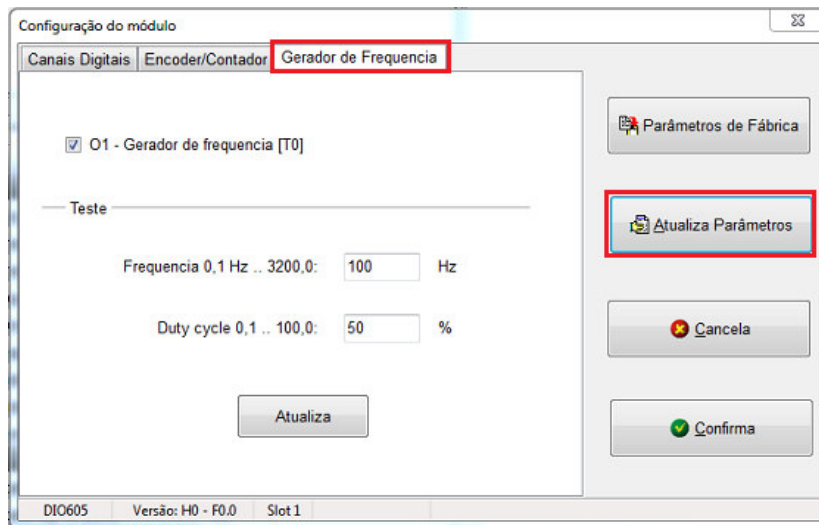 Configuração do módulo
Canais Digitais Encoder/Contador Gerador de Frequencia
O1 - Gerador de frequencia [T0]
Teste
Frequencia 0,1 Hz .. 3200,0: 100 Hz
Duty cycle 0,1 .. 100,0: 50 %
Atualiza
Parâmetros de Fábrica
Atualiza Parâmetros
Cancela
Confirma
DIO605 Versão: H0 - F0.0 Slot 1